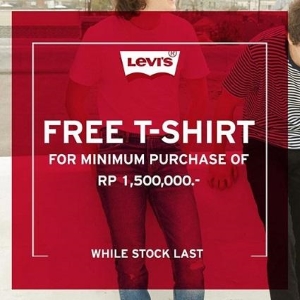 LEVI'S®
FREE T-SHIRT
FOR MINIMUM PURCHASE OF
RP 1,500,000.-
WHILE STOCK LAST